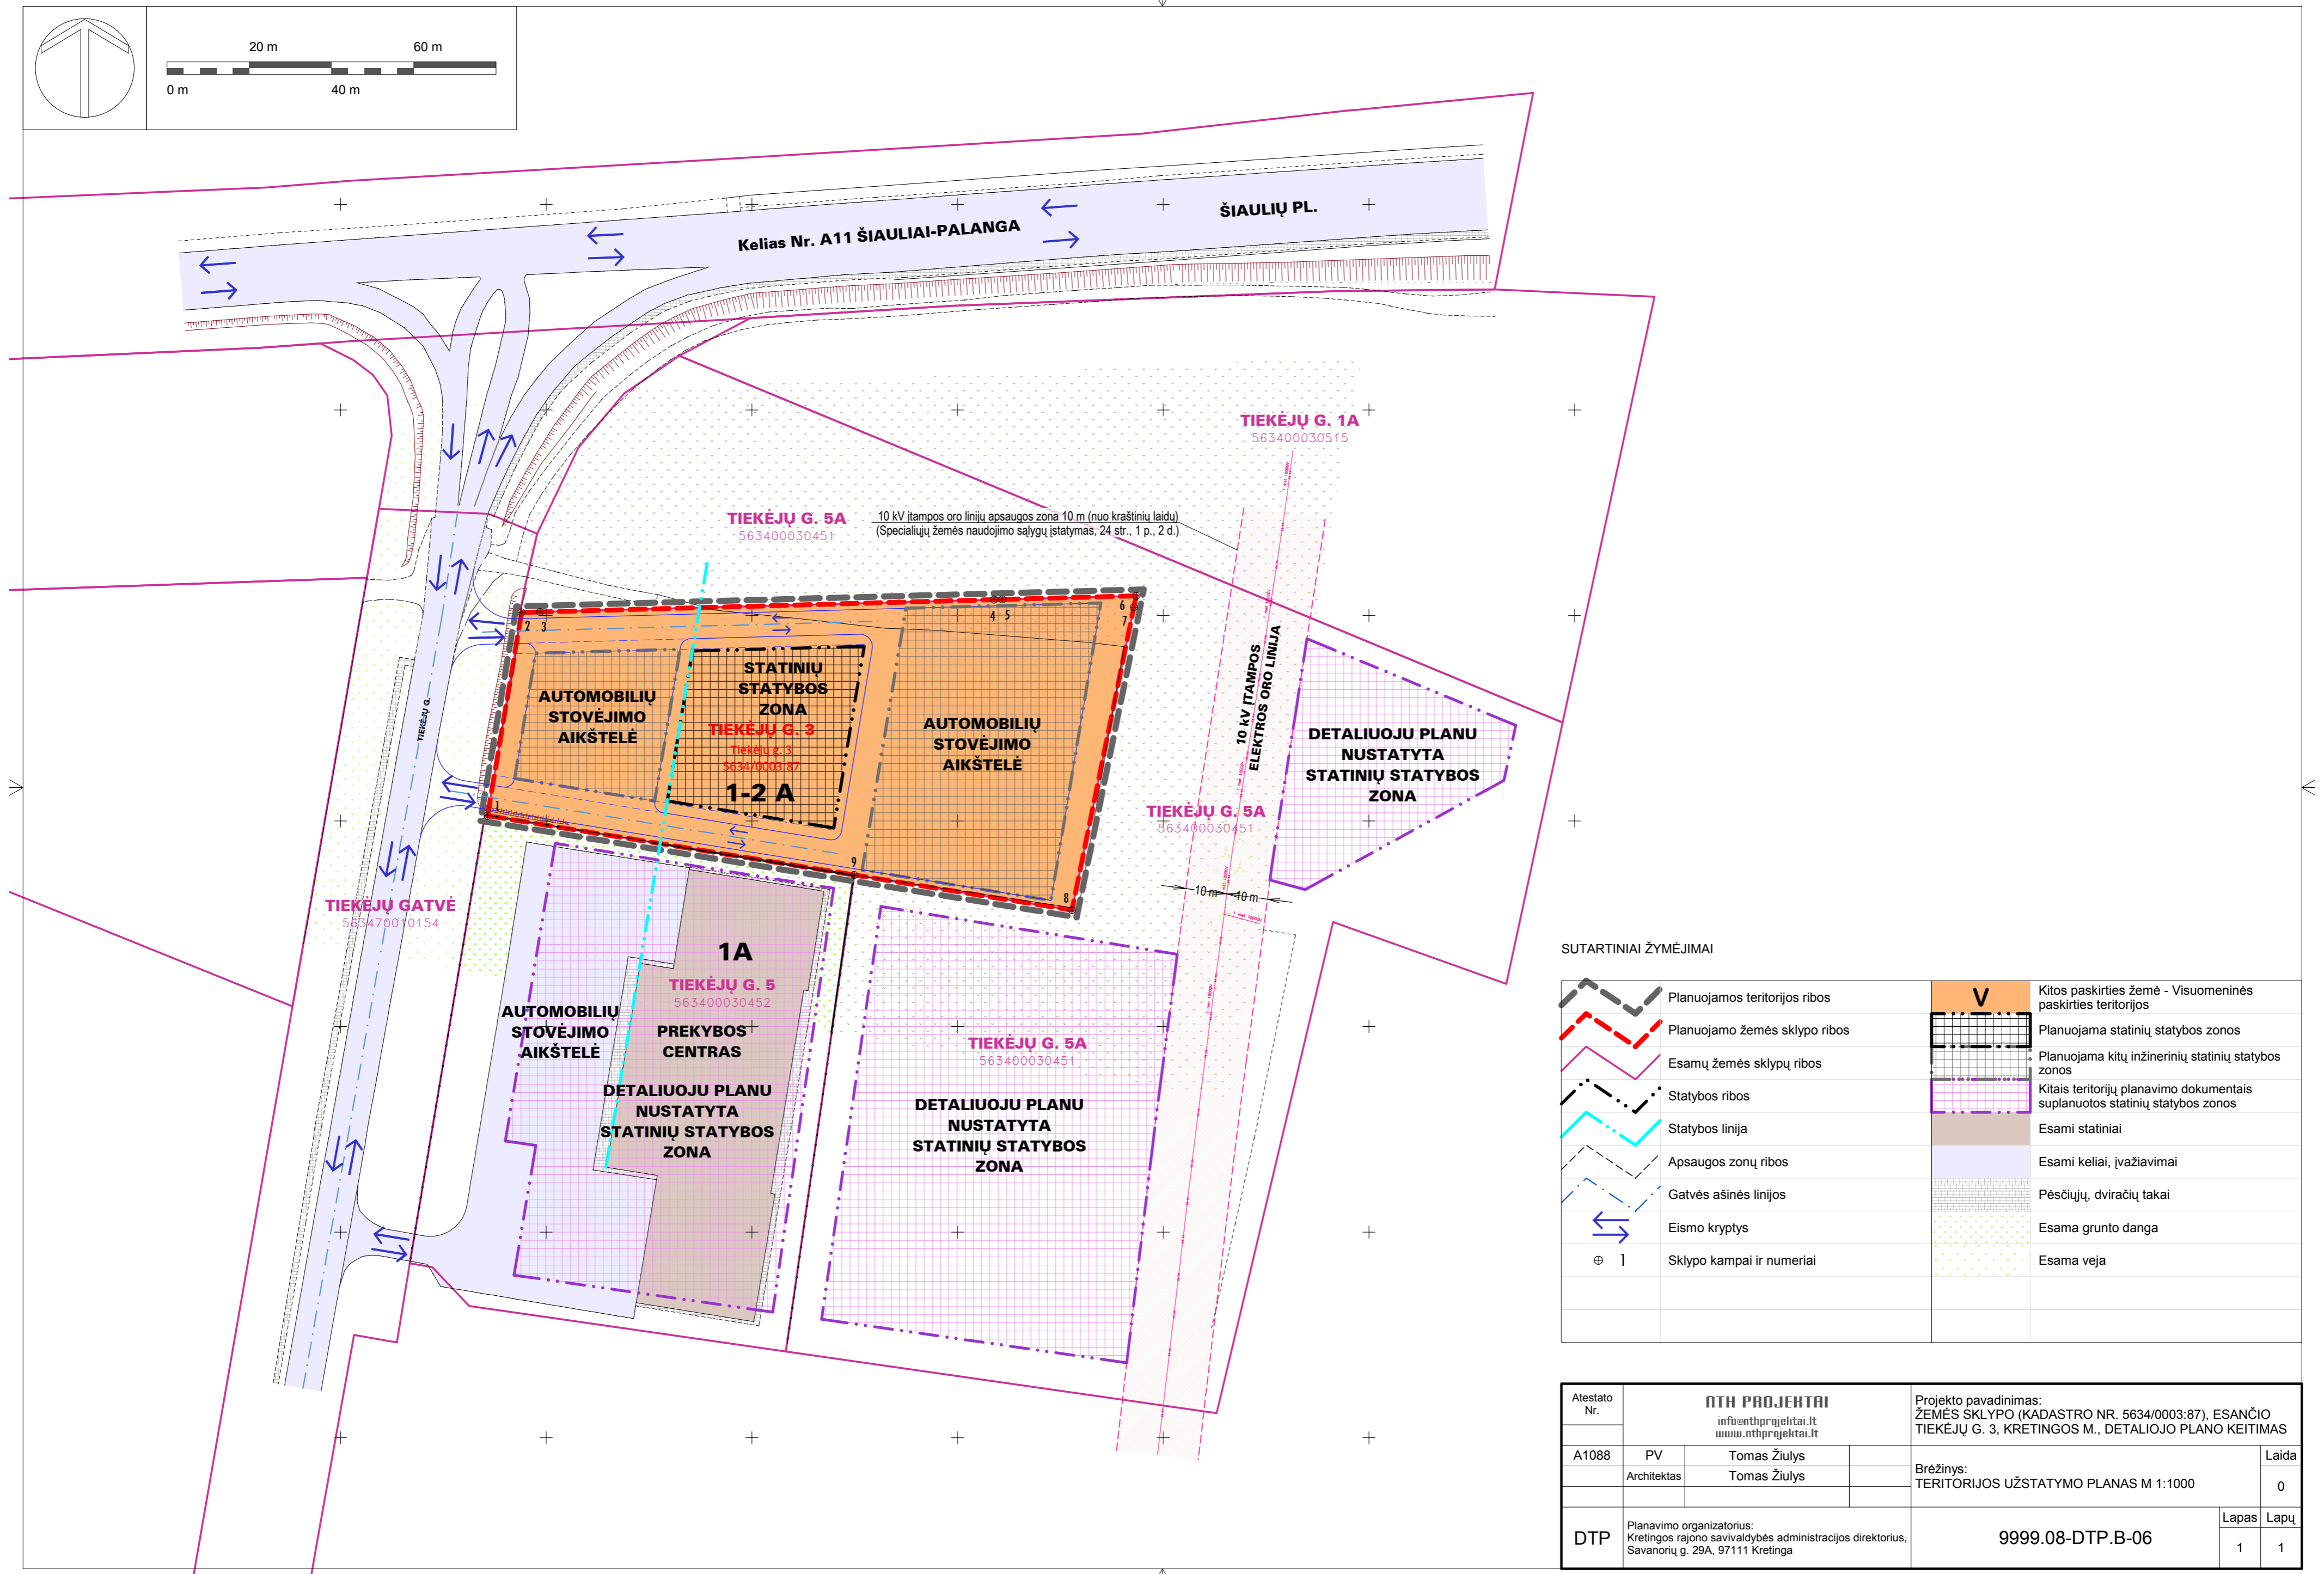 20 m
60 m
0 m
40 m
Kelias Nr. A11 ŠIAULIAI-PALANGA
ŠIAULIŲ PL.
TIEKĖJŲ G. 1A
563400030515
TIEKĖJŲ G. 5A
563400030451
10 kV įtampos oro linijų apsaugos zona 10 m (nuo kraštinių laidų)
(Specialiųjų žemės naudojimo sąlygų įstatymas, 24 str., 1 p., 2 d.)
2
3
4
5
6
7
AUTOMOBILIŲ
STOVĖJIMO
AIKŠTELĖ
STATINIŲ
STATYBOS
ZONA
TIEKĖJŲ G. 3
Tiekėjų g. 3
5634/0003:87
1-2 A
AUTOMOBILIŲ
STOVĖJIMO
AIKŠTELĖ
10 kV ĮTAMPOS
ELEKTROS ORO LINIJA
DETALIUOJU PLANU
NUSTATYTA
STATINIŲ STATYBOS
ZONA
TIEKĖJŲ G.
1
9
8
TIEKĖJŲ G. 5A
563400030451
10 m
10 m
TIEKĖJŲ GATVĖ
563470010154
1A
TIEKĖJŲ G. 5
563400030452
AUTOMOBILIŲ
STOVĖJIMO
AIKŠTELĖ
PREKYBOS
CENTRAS
DETALIUOJU PLANU
NUSTATYTA
STATINIŲ STATYBOS
ZONA
TIEKĖJŲ G. 5A
563400030451
DETALIUOJU PLANU
NUSTATYTA
STATINIŲ STATYBOS
ZONA
SUTARTINIAI ŽYMĖJIMAI
Planuojamos teritorijos ribos
Planuojamo žemės sklypo ribos
Esamų žemės sklypų ribos
Statybos ribos
Statybos linija
Apsaugos zonų ribos
Gatvės ašinės linijos
Eismo kryptys
1 Sklypo kampai ir numeriai
V
Kitos paskirties žemė - Visuomeninės
paskirties teritorijos
Planuojama statinių statybos zonos
Planuojama kitų inžinerinių statinių statybos
zonos
Kitais teritorijų planavimo dokumentais
suplanuotos statinių statybos zonos
Esami statiniai
Esami keliai, įvažiavimai
Pėsčiųjų, dviračių takai
Esama grunto danga
Esama veja
Atestato
Nr.
NTH PROJEKTAI
info@nthprojektai.lt
www.nthprojektai.lt
Projekto pavadinimas:
ŽEMĖS SKLYPO (KADASTRO NR. 5634/0003:87), ESANČIO
TIEKĖJŲ G. 3, KRETINGOS M., DETALIOJO PLANO KEITIMAS
A1088 PV Tomas Žiulys
Architektas Tomas Žiulys
Brėžinys:
TERITORIJOS UŽSTATYMO PLANAS M 1:1000
Laida
0
DTP
Planavimo organizatorius:
Kretingos rajono savivaldybės administracijos direktorius,
Savanorių g. 29A, 97111 Kretinga
9999.08-DTP.B-06
Lapas Lapų
1 1